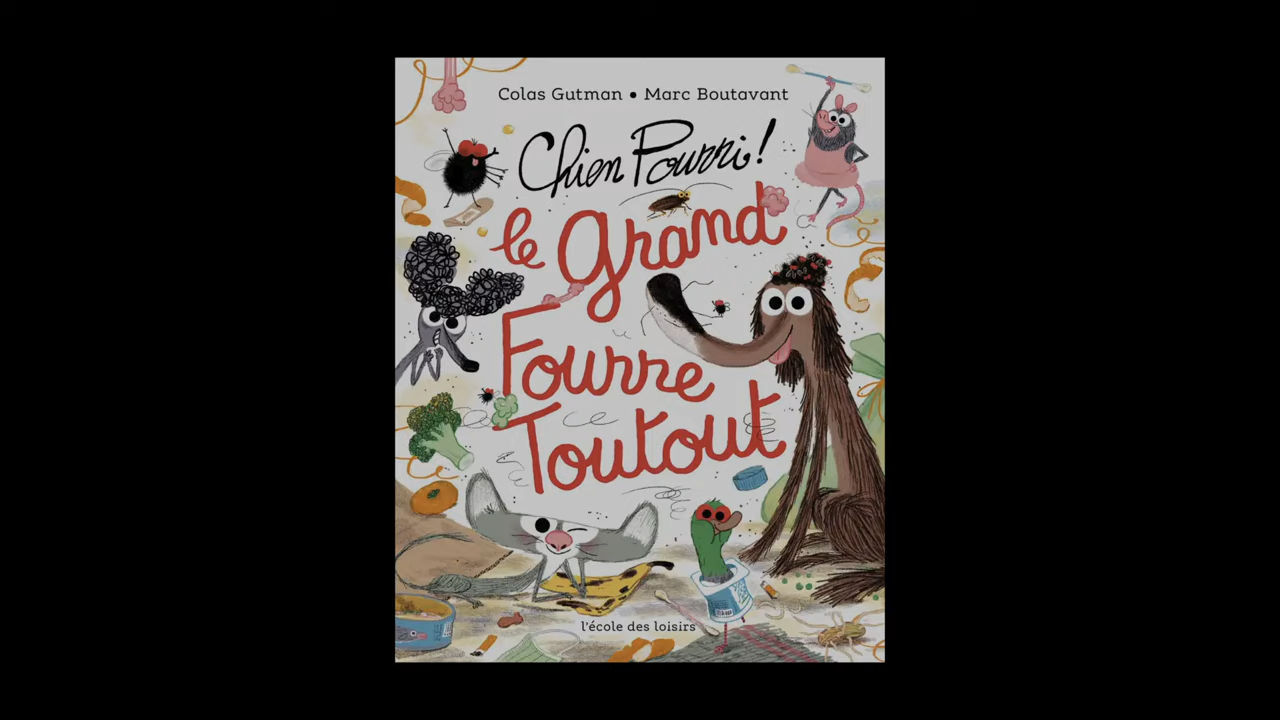 Colas Gutman • Marc Boutavant
Chien Pourri !
le Grand
Fourre
Toutout
l'école des loisirs